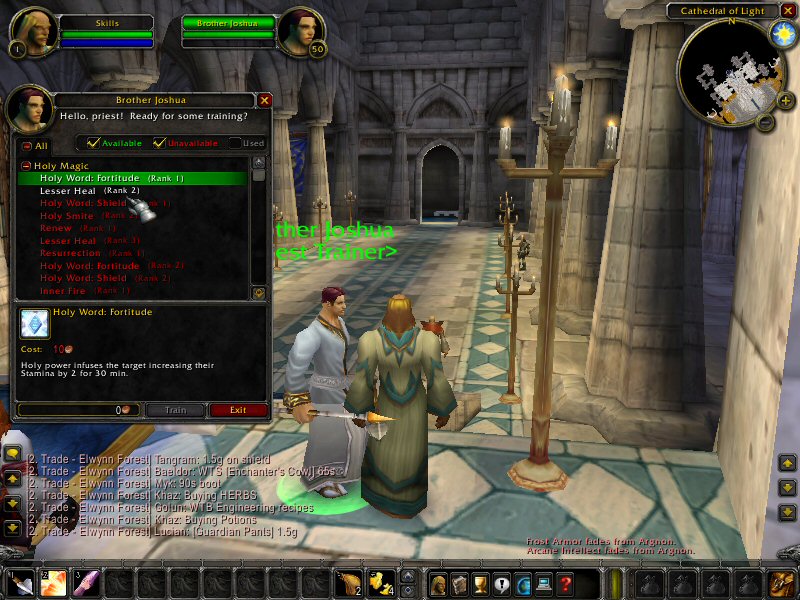 Skills
1
Brother Joshua
50
Cathedral of Light
N
Brother Joshua
Hello, priest! Ready for some training?
All
Available
Unavailable
Used
Holy Magic
Holy Word: Fortitude (Rank 1)
Lesser Heal (Rank 2)
Holy Word: Shield (Rank 1)
Holy Smite (Rank 2)
Renew (Rank 1)
Lesser Heal (Rank 3)
Resurrection (Rank 1)
Holy Word: Fortitude (Rank 2)
Holy Word: Shield (Rank 2)
Inner Fire (Rank 1)
ther Joshua
est Trainer>
Holy Word: Fortitude
Cost: 10
Holy power infuses the target increasing their
Stamina by 2 for 30 min.
0
Train
Exit
[2. Trade - Elwynn Forest] Tangram: 1.5g on shield
[2. Trade - Elwynn Forest] Baeldor: WTS [Enchanter's Cowl] 85s
[2. Trade - Elwynn Forest] Myk: 90s boot
[2. Trade - Elwynn Forest] Khaz: Buying HERBS
[2. Trade - Elwynn Forest] Golun: WTB Engineering recipes
[2. Trade - Elwynn Forest] Khaz: Buying Potions
[2. Trade - Elwynn Forest] Lucian: [Guardian Pants] 1.5g
Frost Armor fades from Argnon.
Arcane Intellect fades from Argnon.
1
2
3
2
4